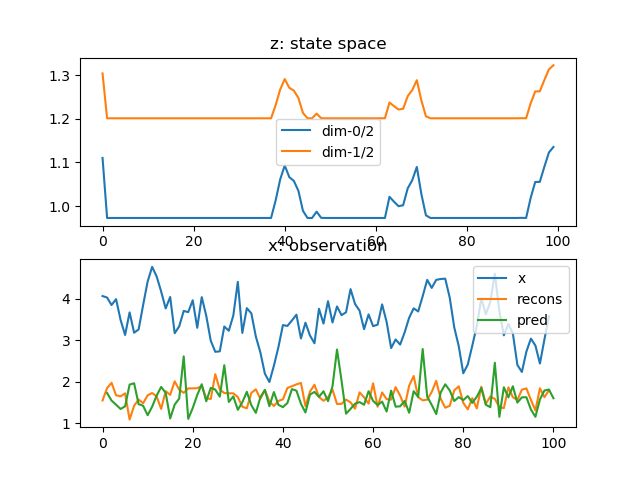 z: state space
1.3
1.2
1.1
1.0
dim-0/2
dim-1/2
0 20 40 60 80 100
x: observation
4
3
2
1
x
recons
pred
0 20 40 60 80 100